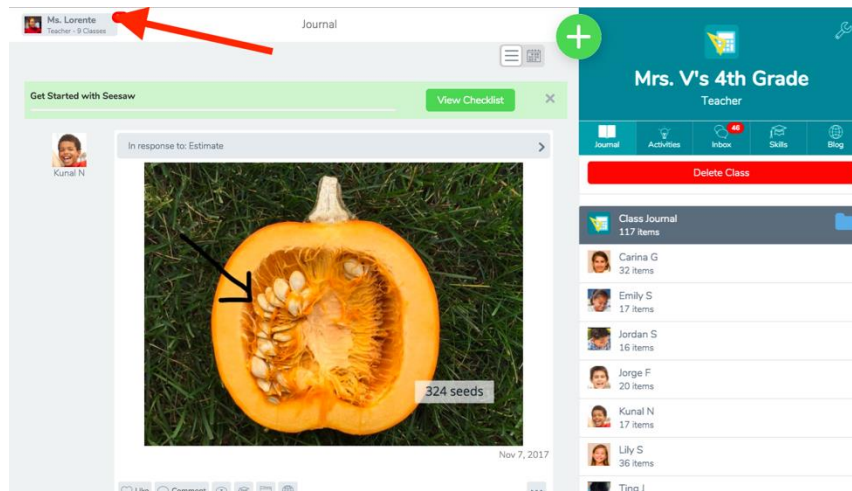 Ms. Lorente
Teacher - 9 Classes
Journal
Get Started with Seesaw
View Checklist
Kunal N
In response to: Estimate
324 seeds
Nov 7, 2017
Like
Comment
Mrs. V's 4th Grade
Teacher
Journal
Activities
46
Inbox
Skills
Blog
Delete Class
Class Journal
117 items
Carina G
32 items
Emily S
17 items
Jordan S
16 items
Jorge F
20 items
Kunal N
17 items
Lily S
36 items
Ting J